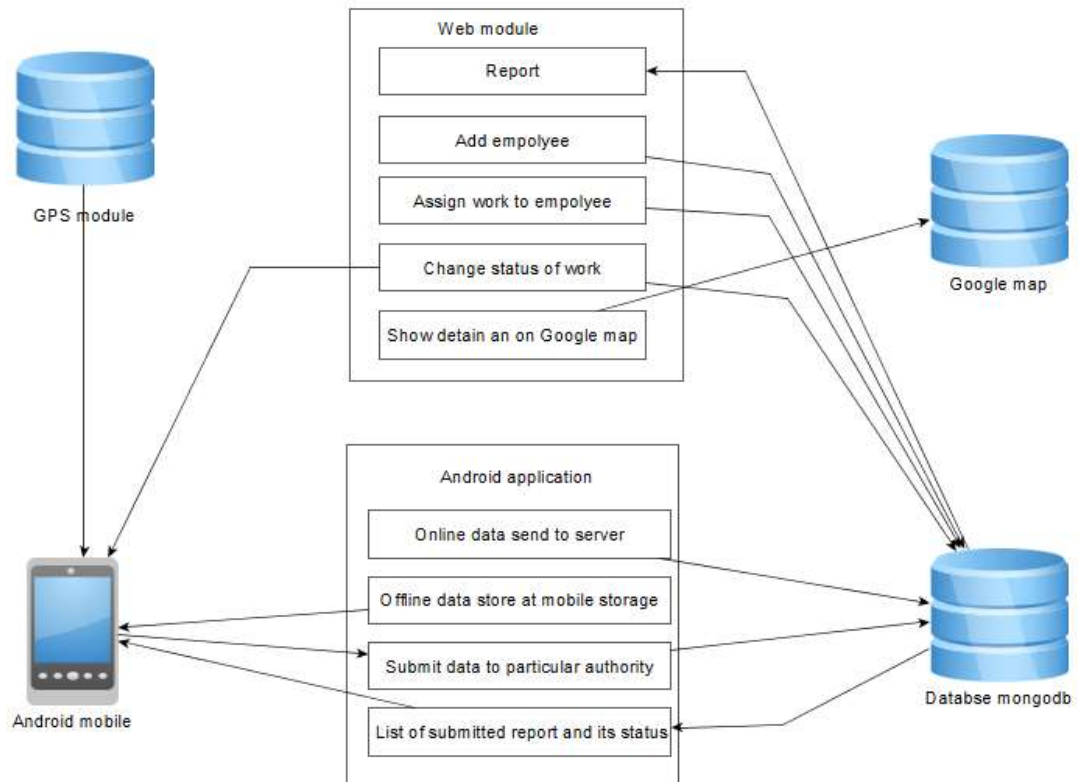 Web module
Report
Add empolyee
Assign work to empolyee
Change status of work
Show detain an on Google map
GPS module
Google map
Android application
Online data send to server
Offline data store at mobile storage
Submit data to particular authority
List of submitted report and its status
Android mobile
Databse mongodb